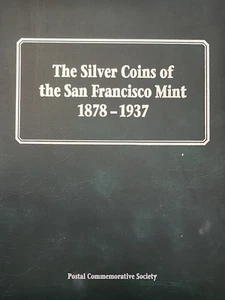 The Silver Coins of
the San Francisco Mint
1878 – 1937
Postal Commemorative Society